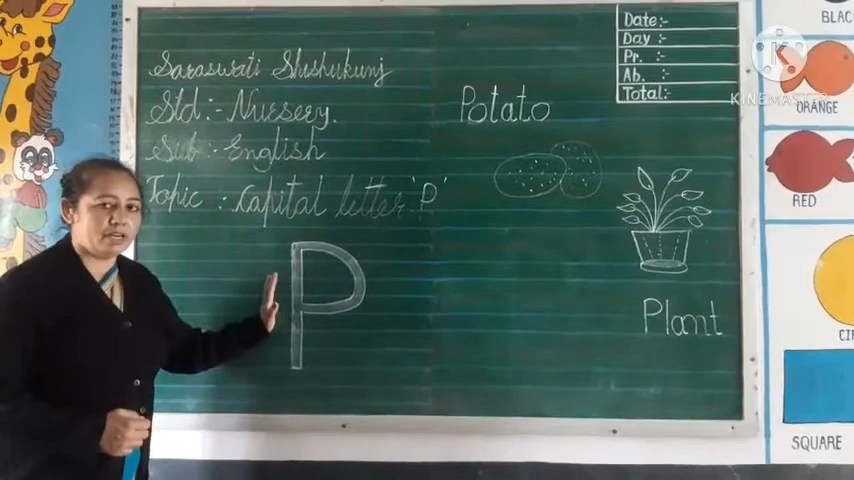 Saraswati Shishukunj
Std :- Nursery.
Sub :- English
Topic :- Capital letter 'P'
P
Potato
Plant
Date :-
Day :-
Pr. :-
Ab. :-
Total :-
KINEMASTER
BLACK
ORANGE
RED
SQUARE